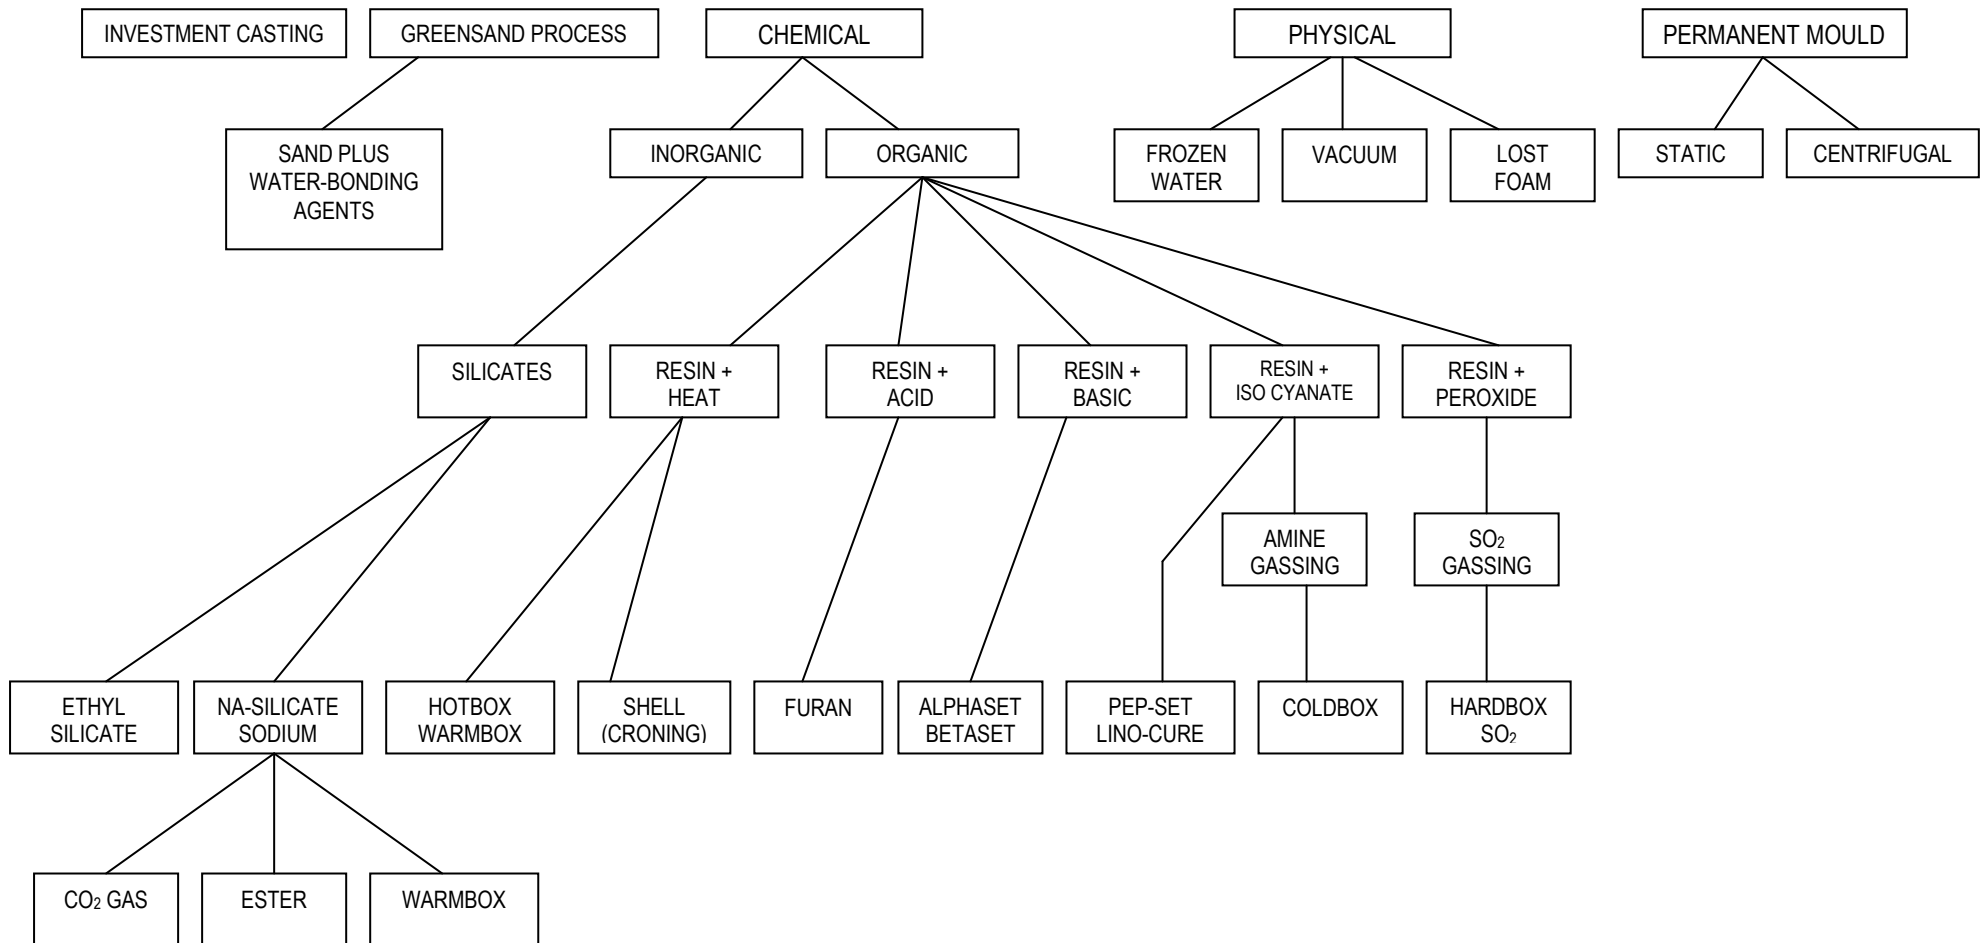 INVESTMENT CASTING
GREENSAND PROCESS
CHEMICAL
PHYSICAL
PERMANENT MOULD
SAND PLUS
WATER-BONDING
AGENTS
INORGANIC
ORGANIC
FROZEN
WATER
VACUUM
LOST
FOAM
STATIC
CENTRIFUGAL
SILICATES
RESIN +
HEAT
RESIN +
ACID
RESIN +
BASIC
RESIN +
ISO CYANATE
RESIN +
PEROXIDE
AMINE
GASSING
SO₂
GASSING
ETHYL
SILICATE
NA-SILICATE
SODIUM
HOTBOX
WARMBOX
SHELL
(CRONING)
FURAN
ALPHASET
BETASET
PEP-SET
LINO-CURE
COLDBOX
HARDBOX
SO₂
CO₂ GAS
ESTER
WARMBOX